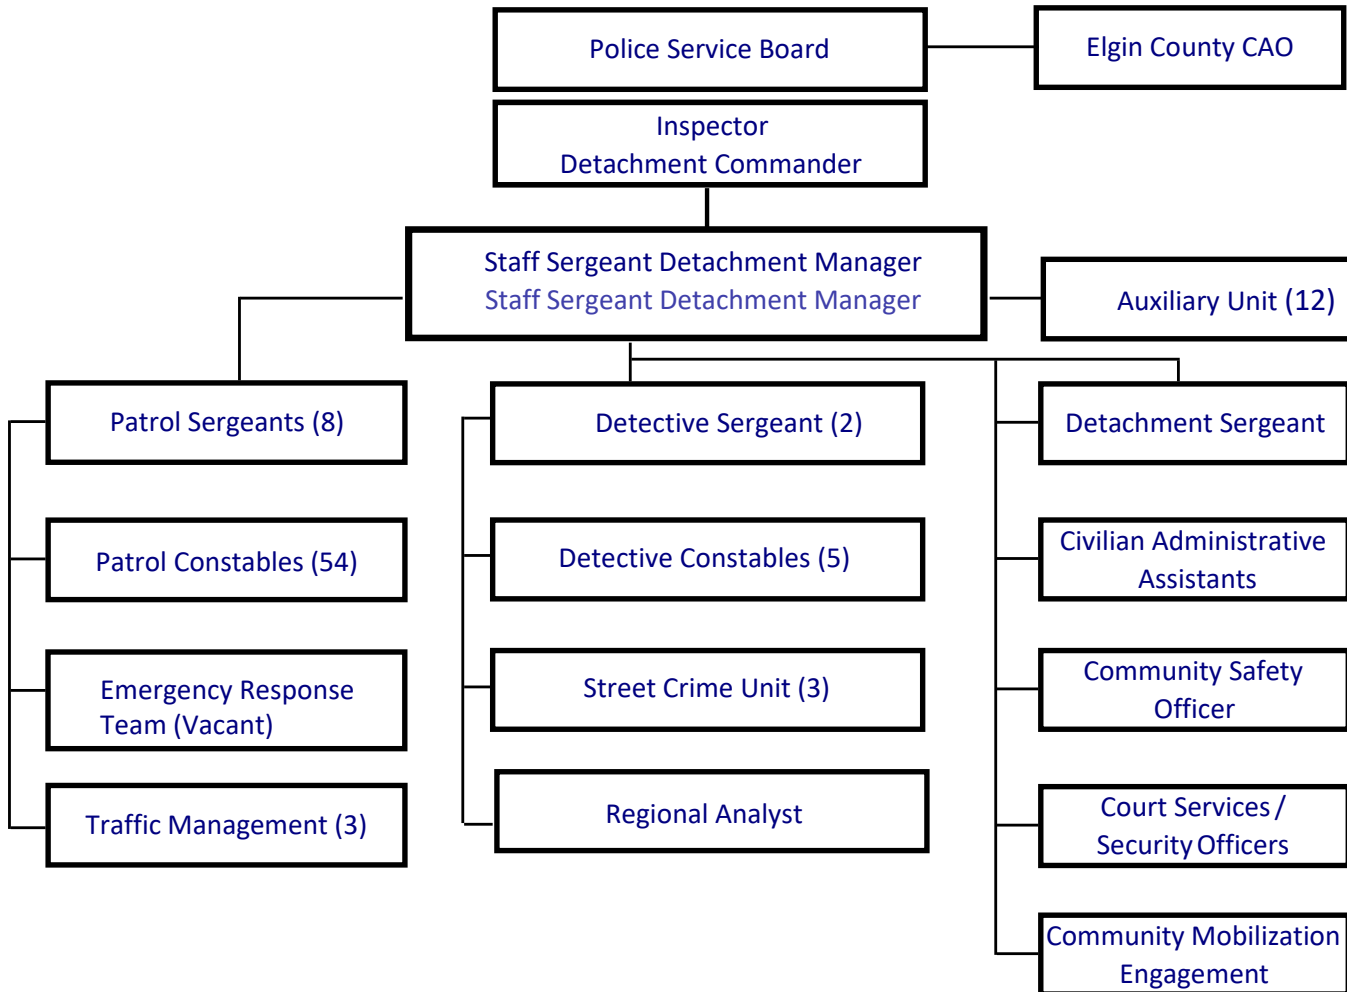 Police Service Board
Elgin County CAO
Inspector
Detachment Commander
Staff Sergeant Detachment Manager
Staff Sergeant Detachment Manager
Auxiliary Unit (12)
Patrol Sergeants (8)
Detective Sergeant (2)
Detachment Sergeant
Patrol Constables (54)
Detective Constables (5)
Civilian Administrative
Assistants
Emergency Response
Team (Vacant)
Street Crime Unit (3)
Community Safety
Officer
Traffic Management (3)
Regional Analyst
Court Services /
Security Officers
Community Mobilization
Engagement